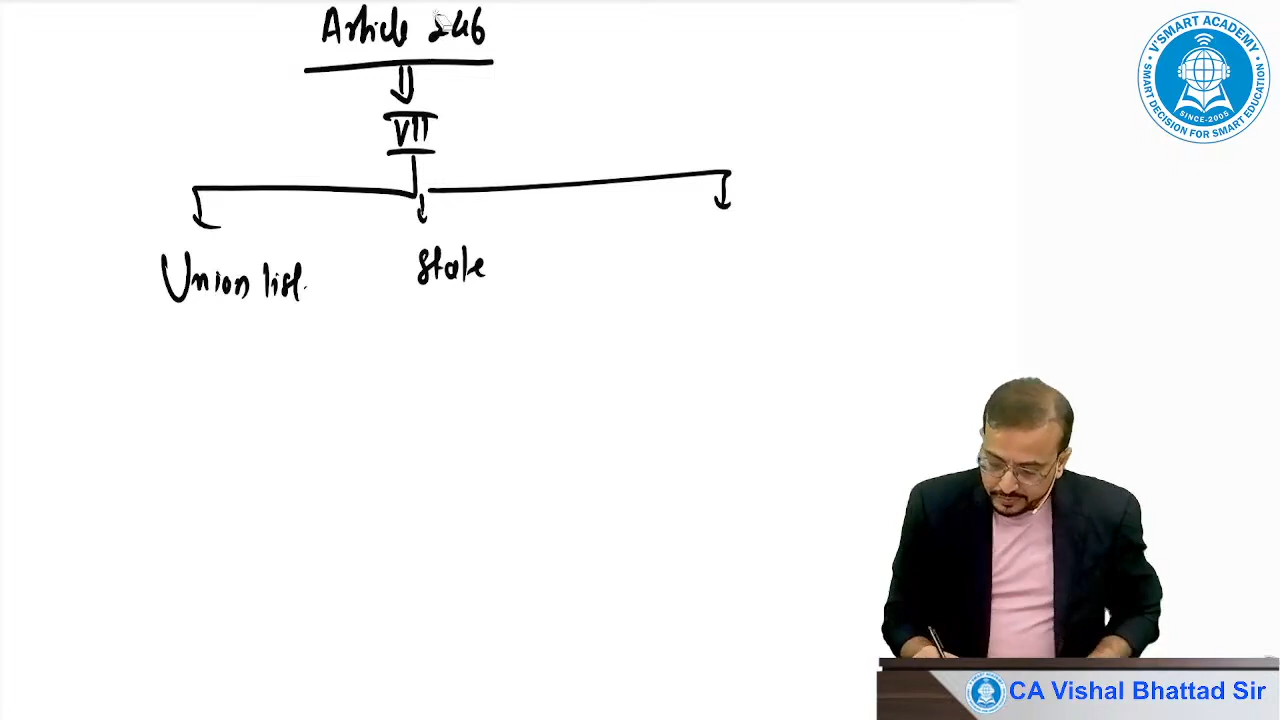 Article 246
VII
Union list.
State
V'SMART ACADEMY
SMART DECISION FOR SMART EDUCATION
SINCE-2005
CA Vishal Bhattad Sir